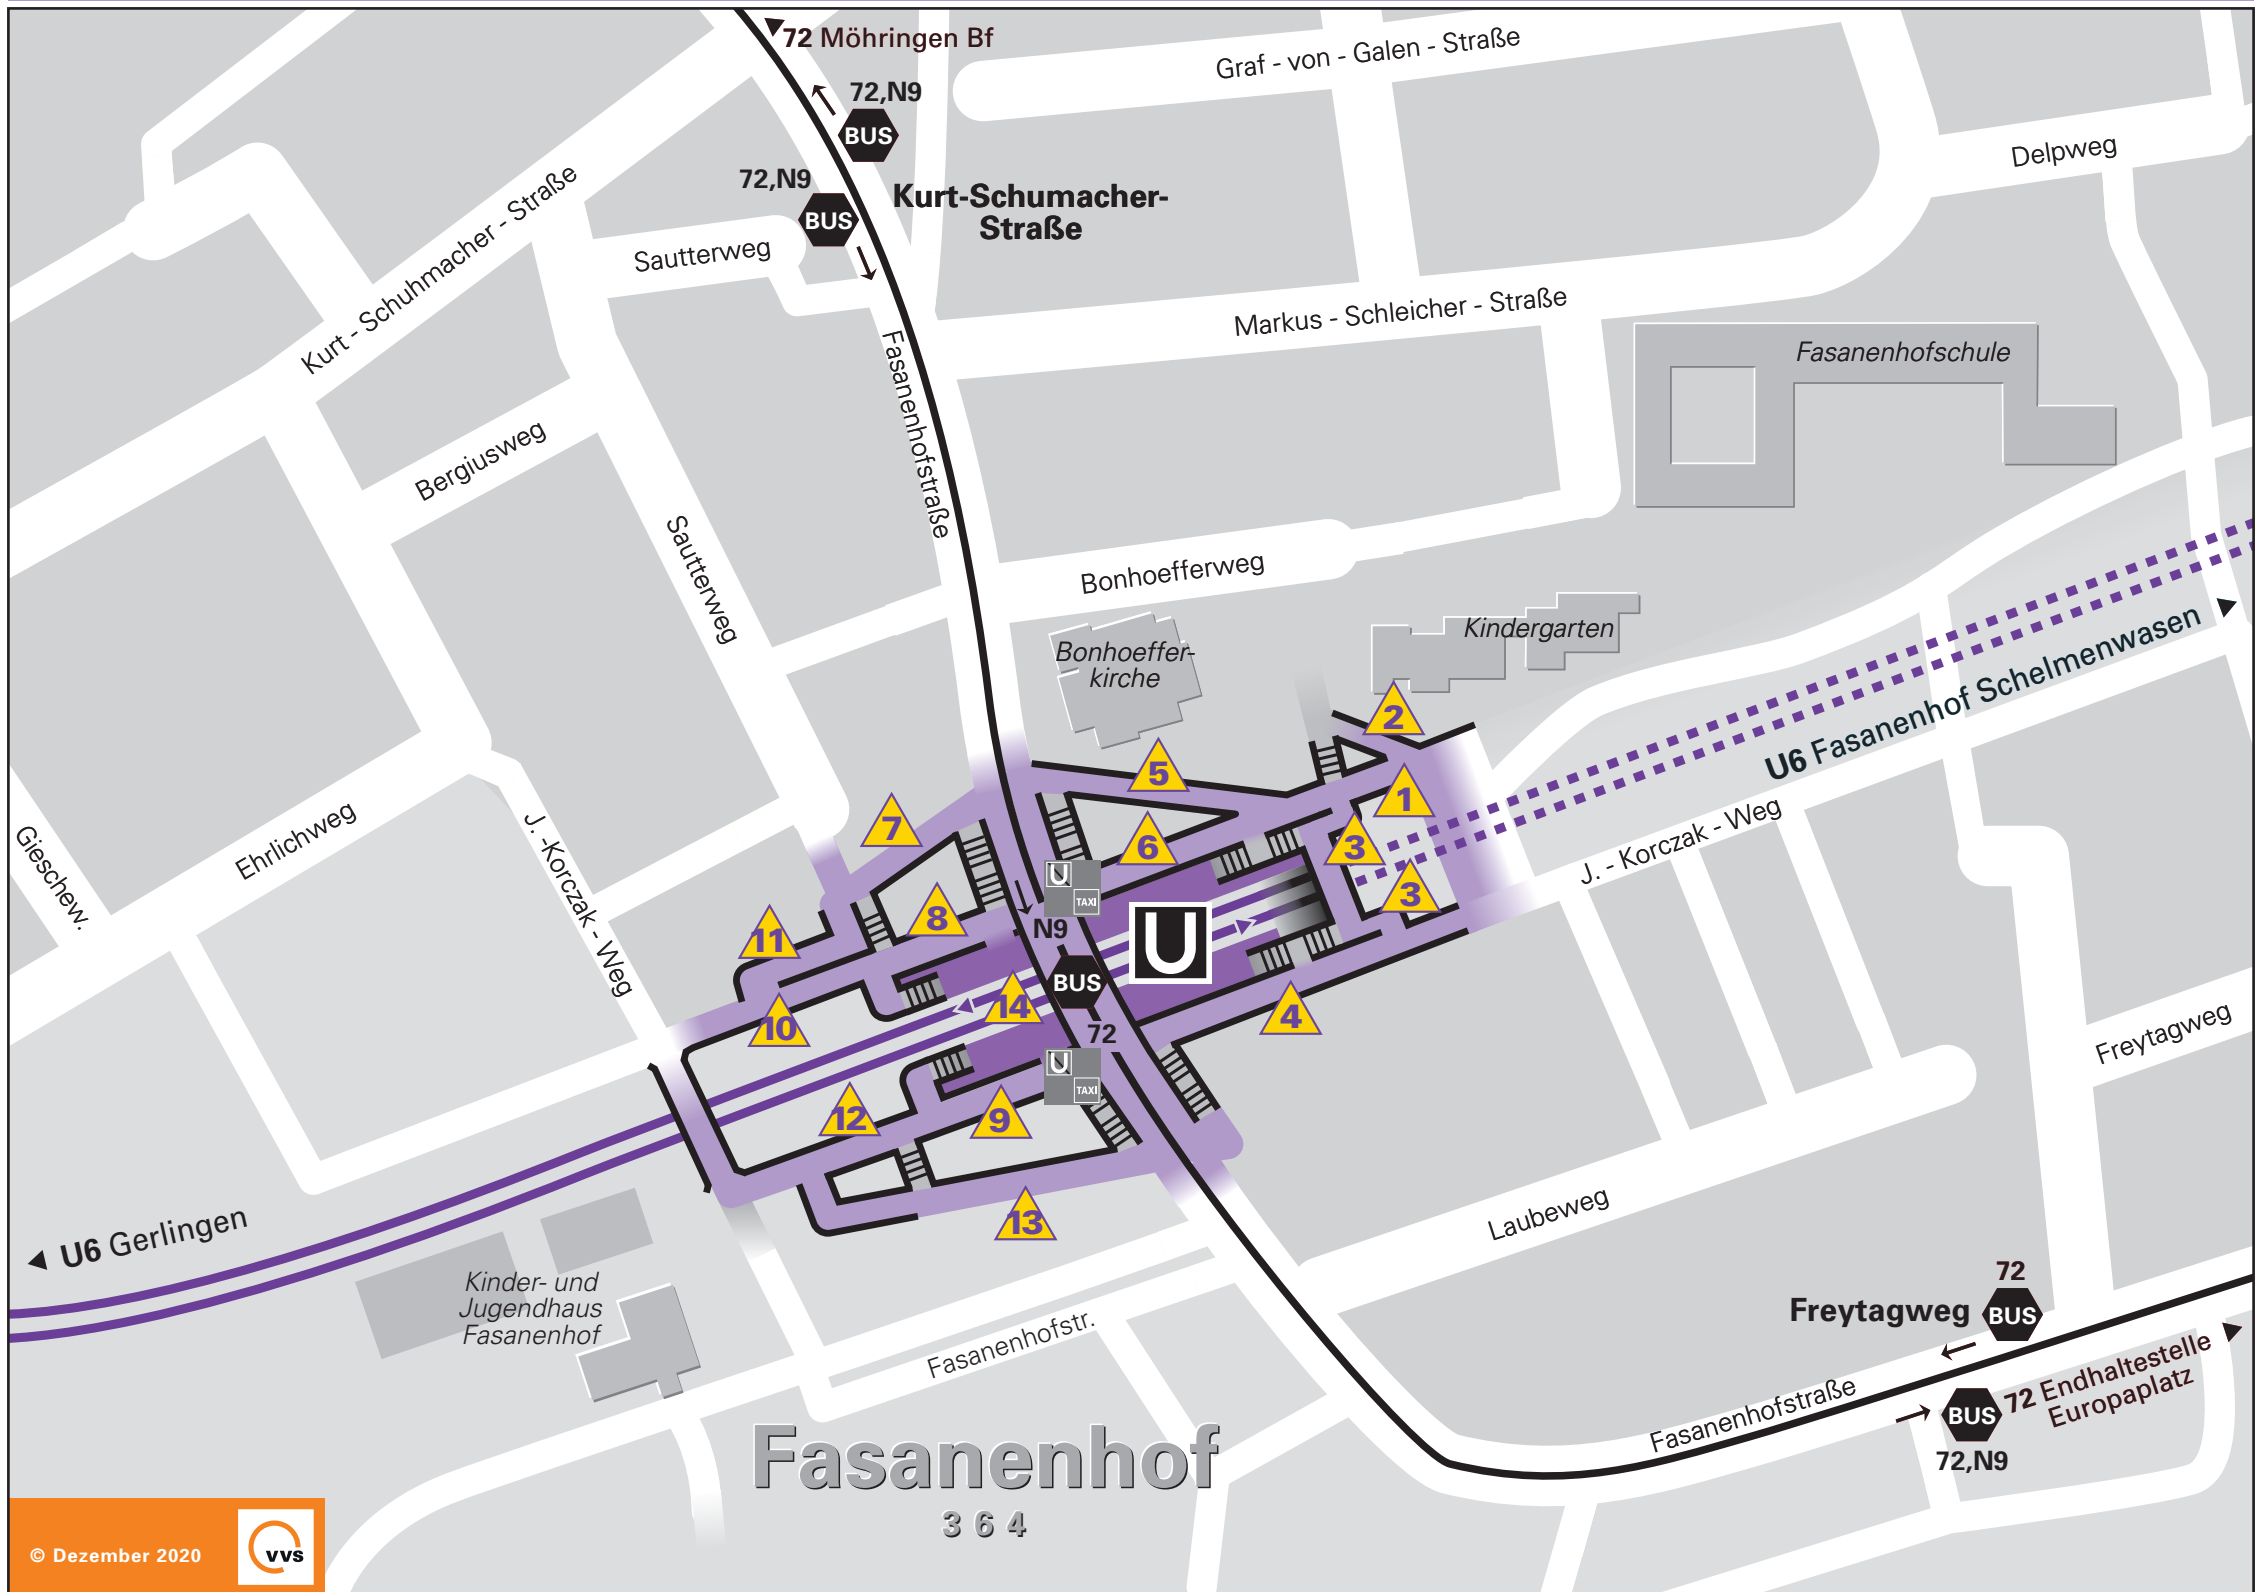 72 Möhringen Bf
72,N9
BUS
72,N9
BUS
Kurt-Schumacher-
Straße
Graf - von - Galen - Straße
Delpweg
Kurt - Schuhmacher - Straße
Sautterweg
Markus - Schleicher - Straße
Fasanenhofschule
Fasanenhofstraße
Bergiusweg
Sautterweg
Bonhoefferweg
Bonhoeffer-
kirche
Kindergarten
U6 Fasanenhof Schelmenwasen
2
5
1
7
6
3
3
8
11
U
TAXI
N9
U
BUS
14
10
4
72
U
TAXI
12
9
13
Gieschew.
Ehrlichweg
J. -Korczak - Weg
J. - Korczak - Weg
Freytagweg
Laubeweg
U6 Gerlingen
Kinder- und
Jugendhaus
Fasanenhof
Fasanenhofstr.
72
Freytagweg
BUS
Fasanenhofstraße
BUS
72 Endhaltestelle
Europaplatz
72,N9
Fasanenhof
364
© Dezember 2020
vvs